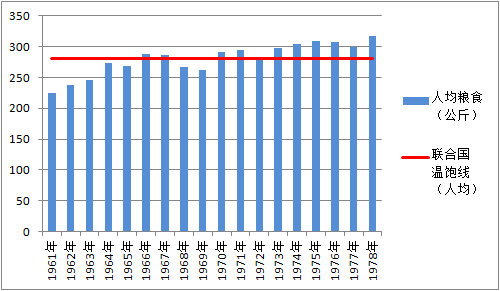 350
300
250
200
150
100
50
0
1961年
1962年
1963年
1964年
1965年
1966年
1967年
1968年
1969年
1970年
1971年
1972年
1973年
1974年
1975年
1976年
1977年
1978年
人均粮食
（公斤）
联合国
温饱线
（人均）